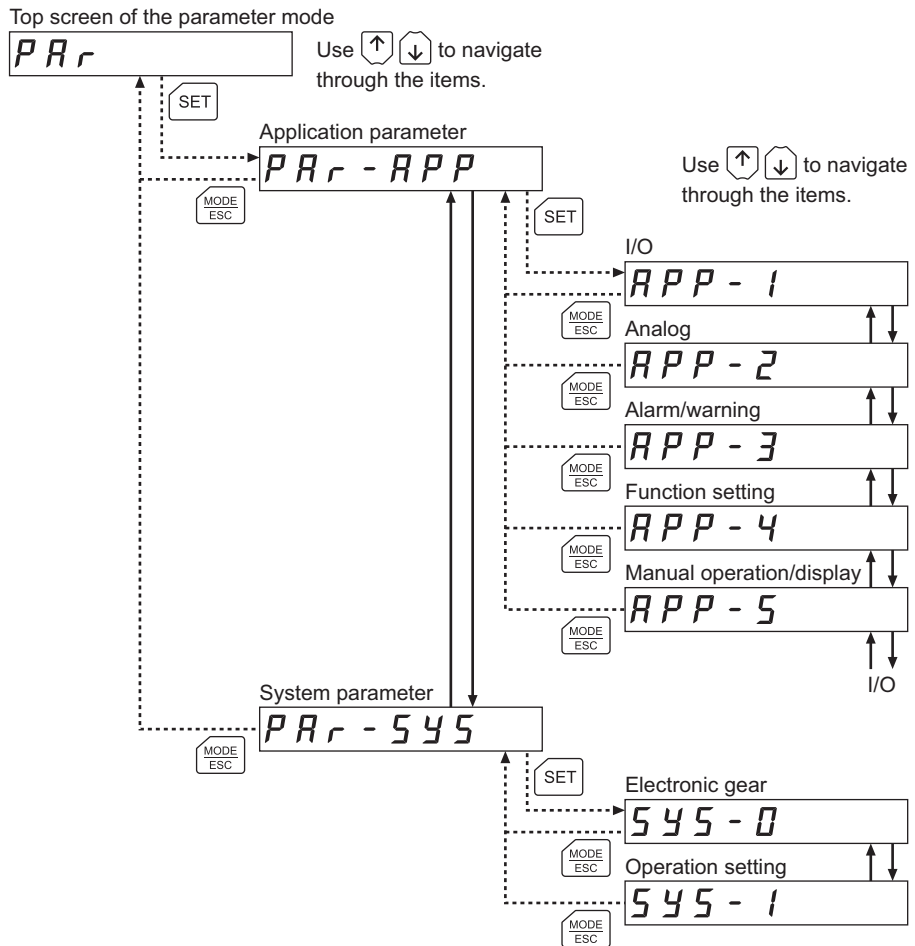 Top screen of the parameter mode
PAr
Use ↑ ↓ to navigate
through the items.
SET
Application parameter
PAr-APP
MODE
ESC
SET
Use ↑ ↓ to navigate
through the items.
I/O
APP-1
MODE
ESC
Analog
APP-2
MODE
ESC
Alarm/warning
APP-3
MODE
ESC
Function setting
APP-4
MODE
ESC
Manual operation/display
APP-5
MODE
ESC
I/O
System parameter
PAr-SYS
MODE
ESC
SET
Electronic gear
SYS-0
MODE
ESC
Operation setting
SYS-1
MODE
ESC